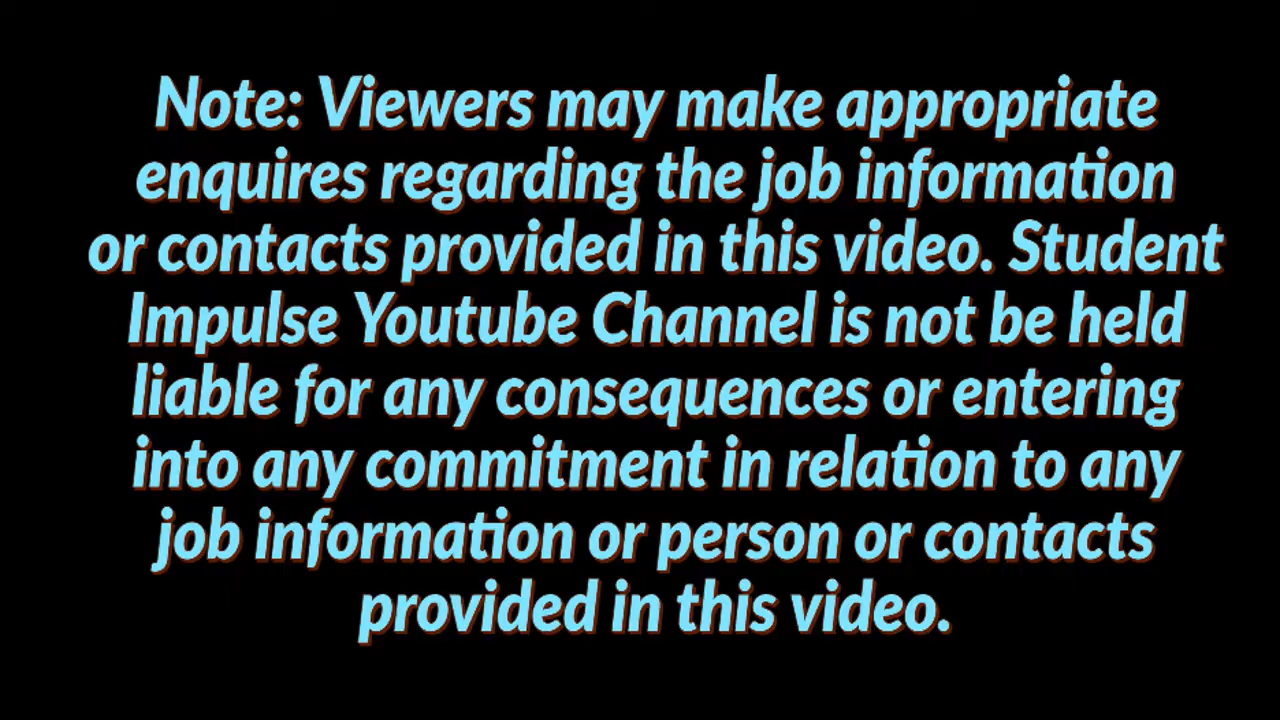 Note: Viewers may make appropriate
enquires regarding the job information
or contacts provided in this video. Student
Impulse Youtube Channel is not be held
liable for any consequences or entering
into any commitment in relation to any
job information or person or contacts
provided in this video.